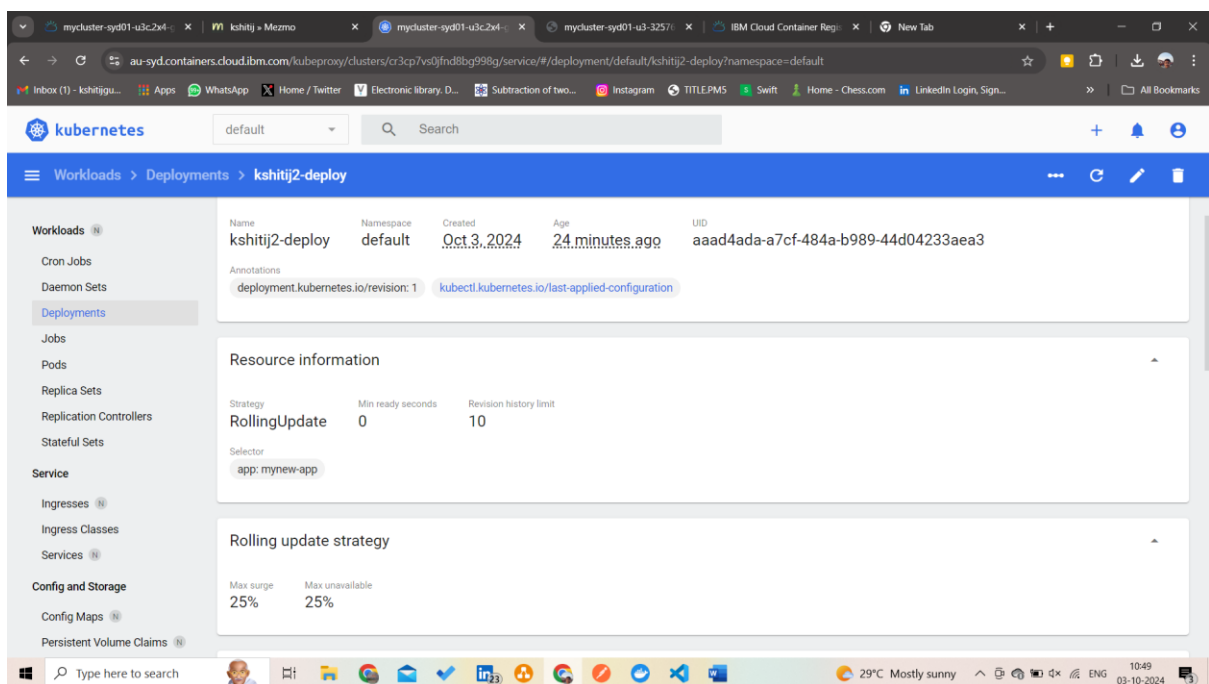 mycluster-syd01-u3c.2x4-g
kshitij » Mezmo
mycluster-syd01-u3c.2x4-g
mycluster-syd01-u3-32576
IBM Cloud Container Regis
New Tab
au-syd.containers.cloud.ibm.com/kubeproxy/clusters/cr3cp7vs0jfnd8bg998g/service/#/deployment/default/kshitij2-deploy?namespace=default
Inbox (1) - kshitijgu... Apps WhatsApp Home / Twitter Electronic library. D... Subtraction of two... Instagram TITLE.PM5 Swift Home - Chess.com LinkedIn Login, Sign... » All Bookmarks
kubernetes
default
Search
Workloads > Deployments > kshitij2-deploy
Workloads N
Cron Jobs
Daemon Sets
Deployments
Jobs
Pods
Replica Sets
Replication Controllers
Stateful Sets
Service
Ingresses N
Ingress Classes
Services N
Config and Storage
Config Maps N
Persistent Volume Claims N
Name Namespace Created Age UID
kshitij2-deploy default Oct 3, 2024 24 minutes ago aaad4ada-a7cf-484a-b989-44d04233aea3
Annotations
deployment.kubernetes.io/revision: 1 kubectl.kubernetes.io/last-applied-configuration
Resource information
Strategy Min ready seconds Revision history limit
RollingUpdate 0 10
Selector
app: mynew-app
Rolling update strategy
Max surge Max unavailable
25% 25%
Type here to search
23
29°C Mostly sunny
ENG
10:49
03-10-2024
3